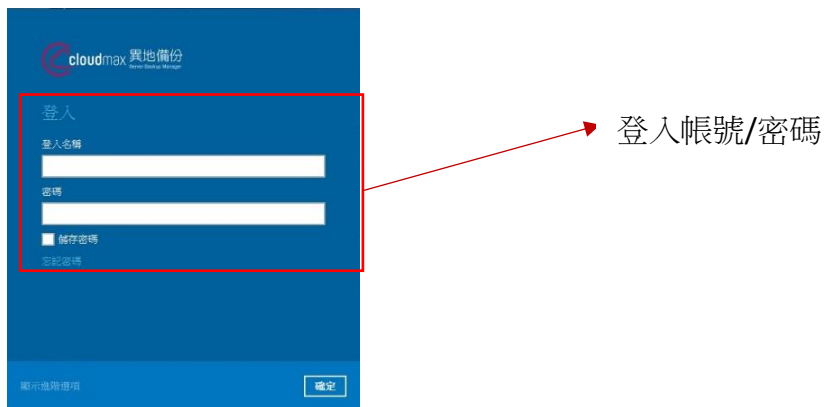 cloudmax 異地備份
Server Backup Manager
登入
登入名稱
密碼
儲存密碼
忘記密碼
登入帳號/密碼
顯示進階選項
確定